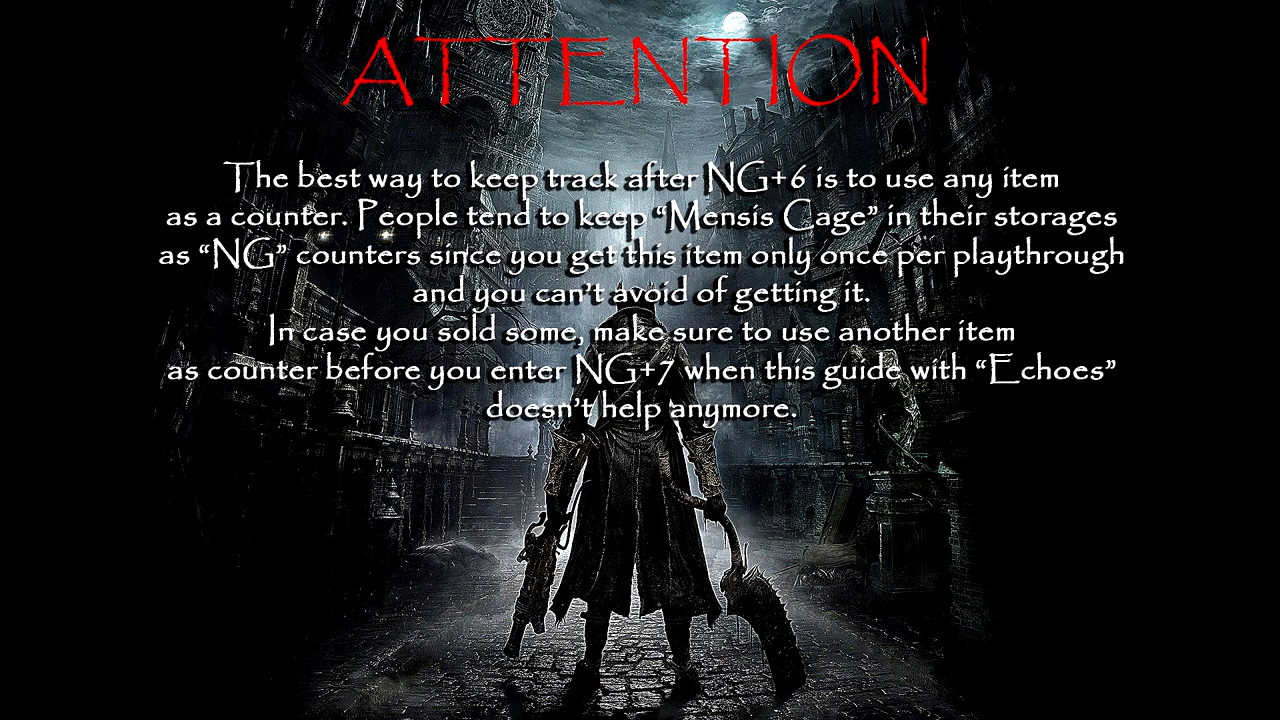 ATTENTION
The best way to keep track after NG+6 is to use any item
as a counter. People tend to keep “Mensis Cage” in their storages
as “NG” counters since you get this item only once per playthrough
and you can’t avoid of getting it.
In case you sold some, make sure to use another item
as counter before you enter NG+7 when this guide with “Echoes”
doesn’t help anymore.